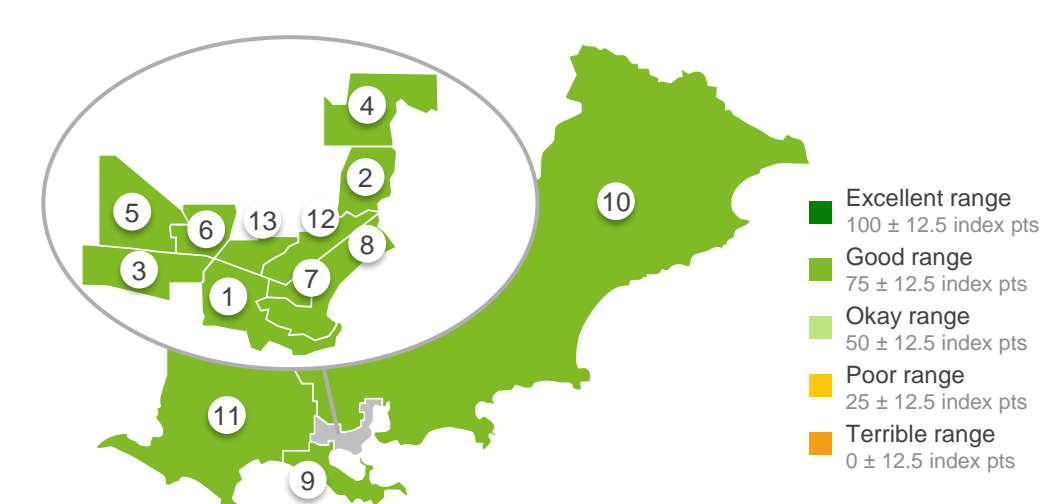 4
2
5
6
13
12
10
8
3
7
1
11
9
Excellent range
100 ± 12.5 index pts
Good range
75 ± 12.5 index pts
Okay range
50 ± 12.5 index pts
Poor range
25 ± 12.5 index pts
Terrible range
0 ± 12.5 index pts